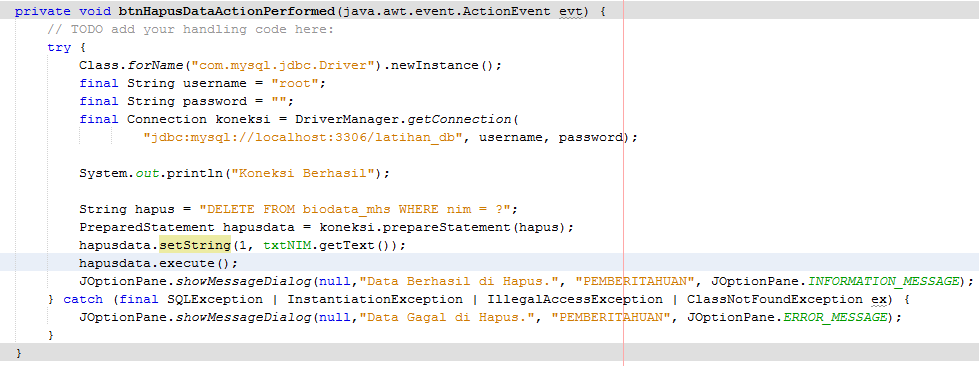 private void btnHapusDataActionPerformed(java.awt.event.ActionEvent evt) {
// TODO add your handling code here:
try {
Class.forName("com.mysql.jdbc.Driver").newInstance();
final String username = "root";
final String password = "";
final Connection koneksi = DriverManager.getConnection(
"jdbc:mysql://localhost:3306/latihan_db", username, password);
System.out.println("Koneksi Berhasil");
String hapus = "DELETE FROM biodata_mhs WHERE nim = ?";
PreparedStatement hapusdata = koneksi.prepareStatement(hapus);
hapusdata.setString(1, txtNIM.getText());
hapusdata.execute();
JOptionPane.showMessageDialog(null,"Data Berhasil di Hapus.", "PEMBERITAHUAN", JOptionPane.INFORMATION_MESSAGE);
} catch (final SQLException | InstantiationException | IllegalAccessException | ClassNotFoundException ex) {
JOptionPane.showMessageDialog(null,"Data Gagal di Hapus.", "PEMBERITAHUAN", JOptionPane.ERROR_MESSAGE);
}
}